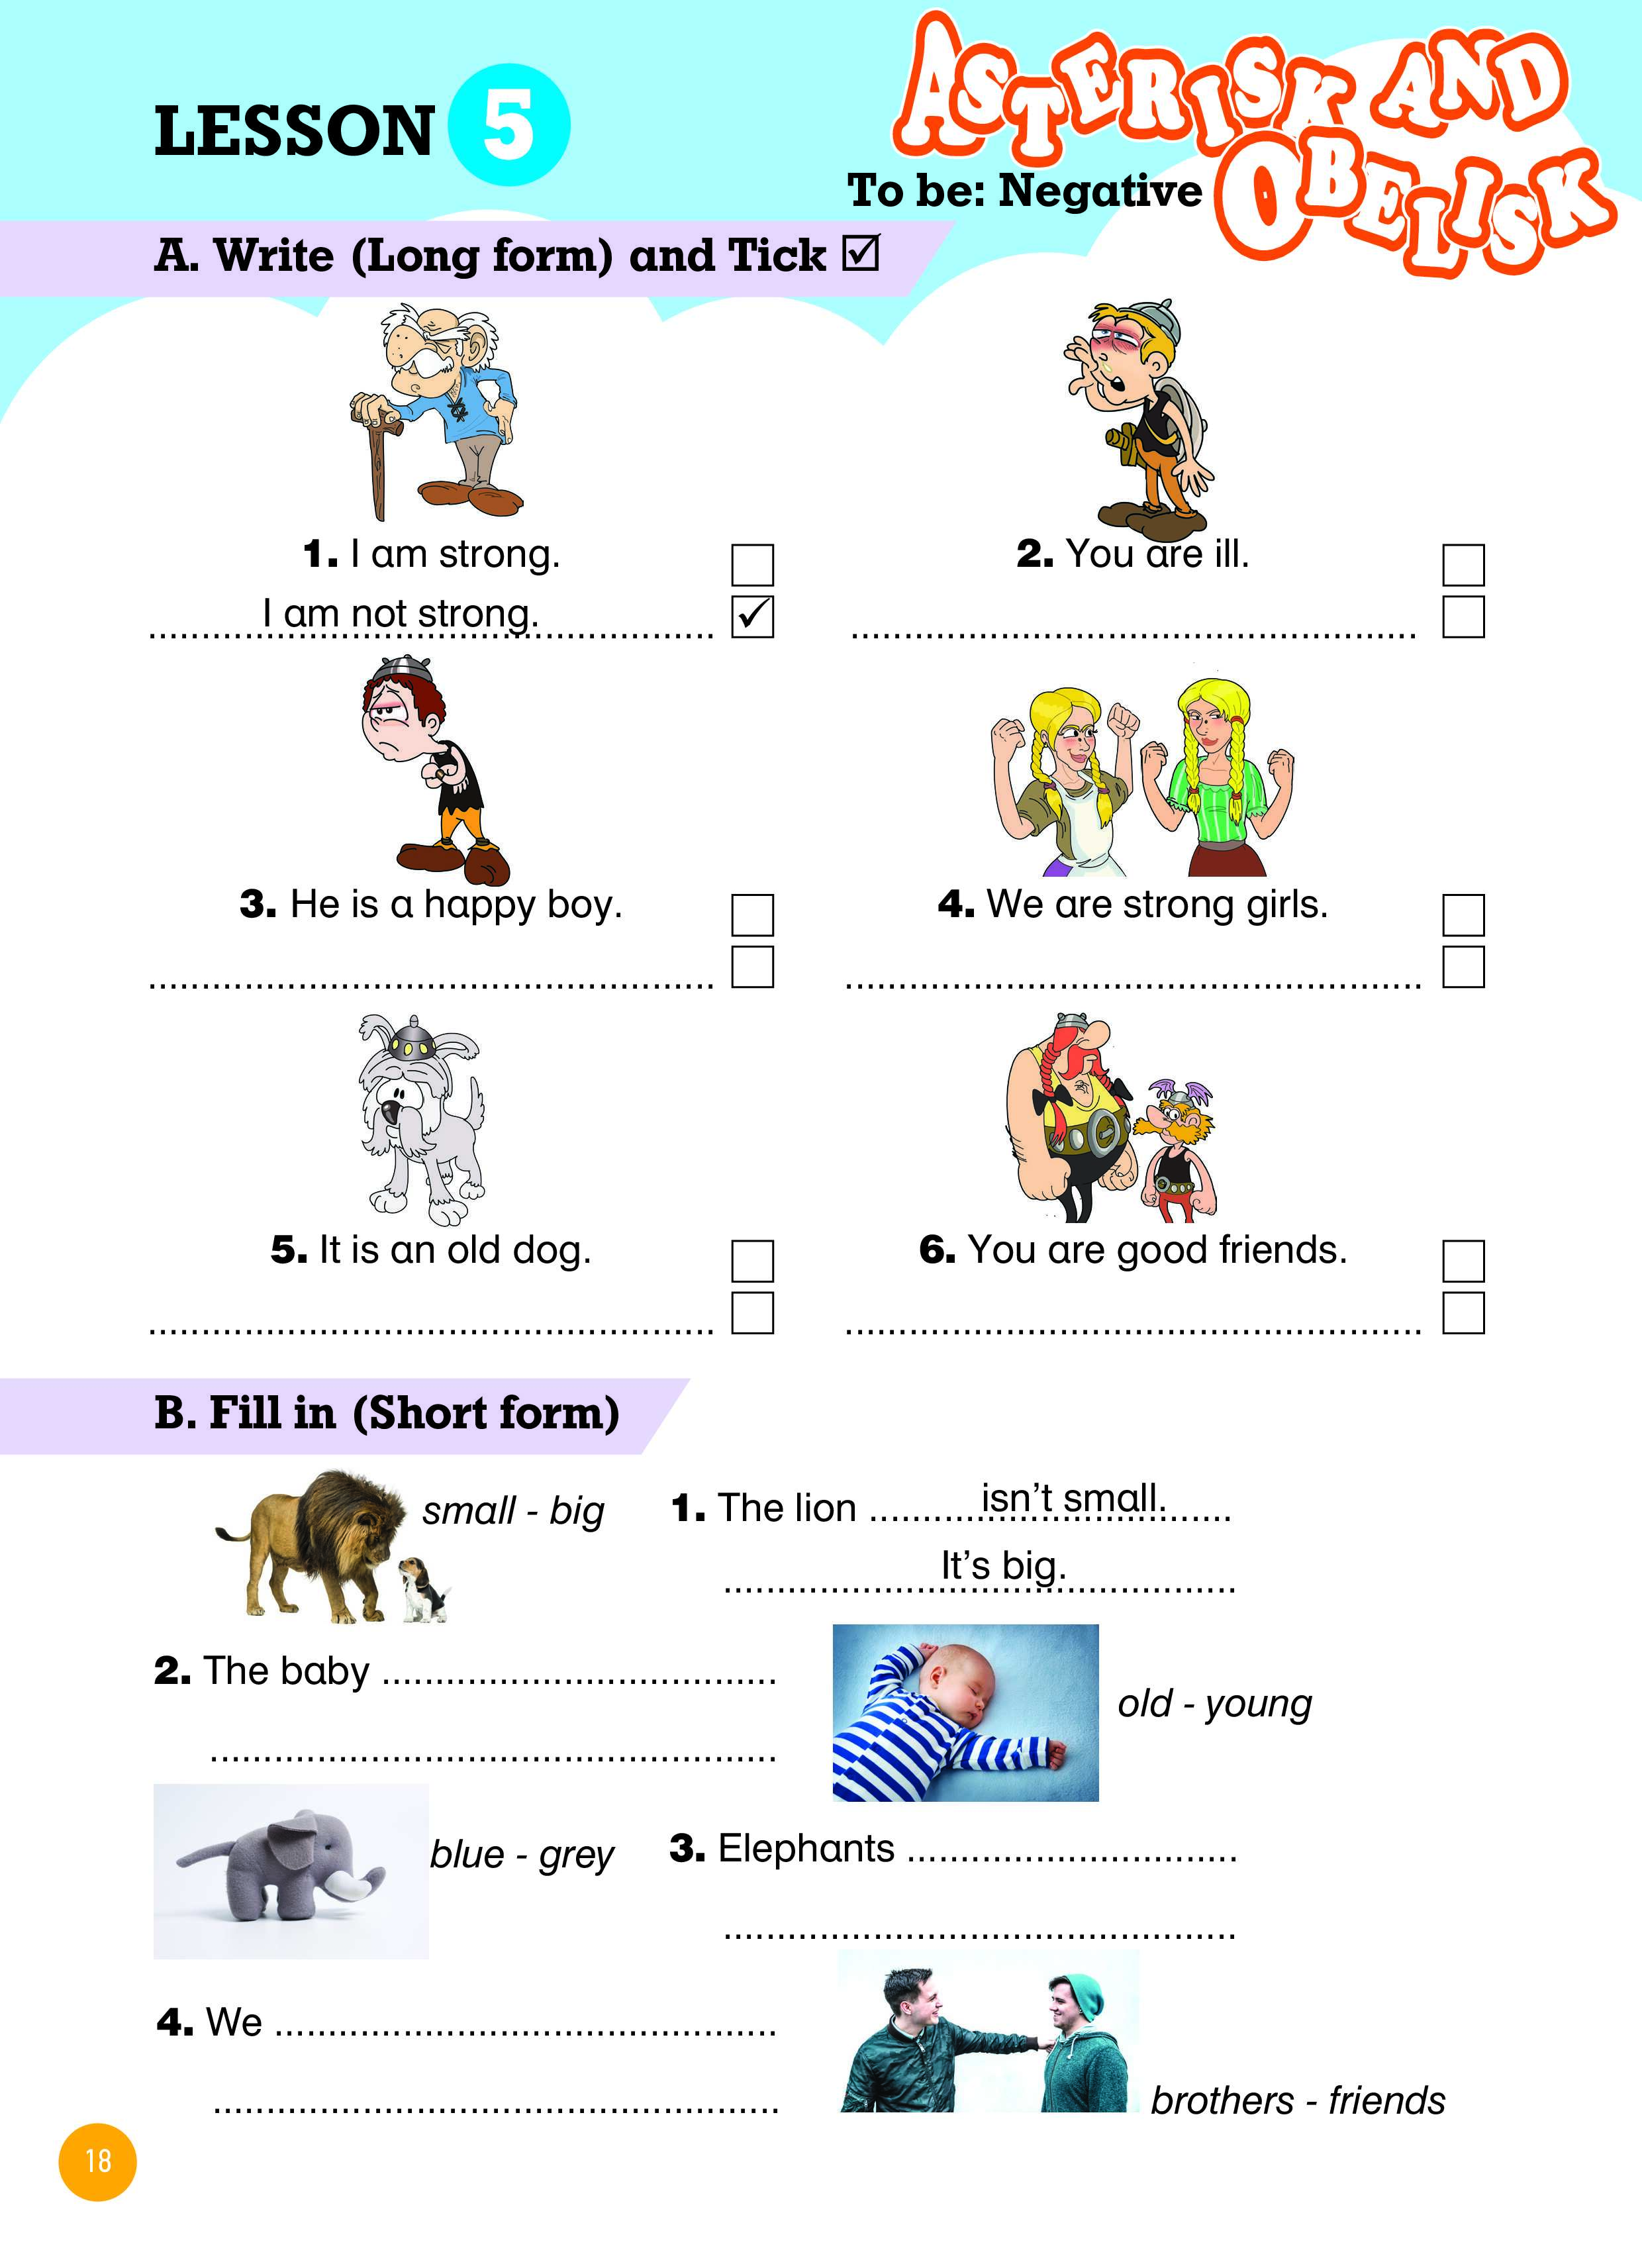 LESSON 5
ASTERISK AND
OBELISK
To be: Negative
A. Write (Long form) and Tick ☑
1. I am strong.
I am not strong.
2. You are ill.
3. He is a happy boy.
4. We are strong girls.
5. It is an old dog.
6. You are good friends.
B. Fill in (Short form)
small - big
1. The lion isn't small.
It's big.
2. The baby
old - young
blue - grey
3. Elephants
4. We
brothers - friends
18